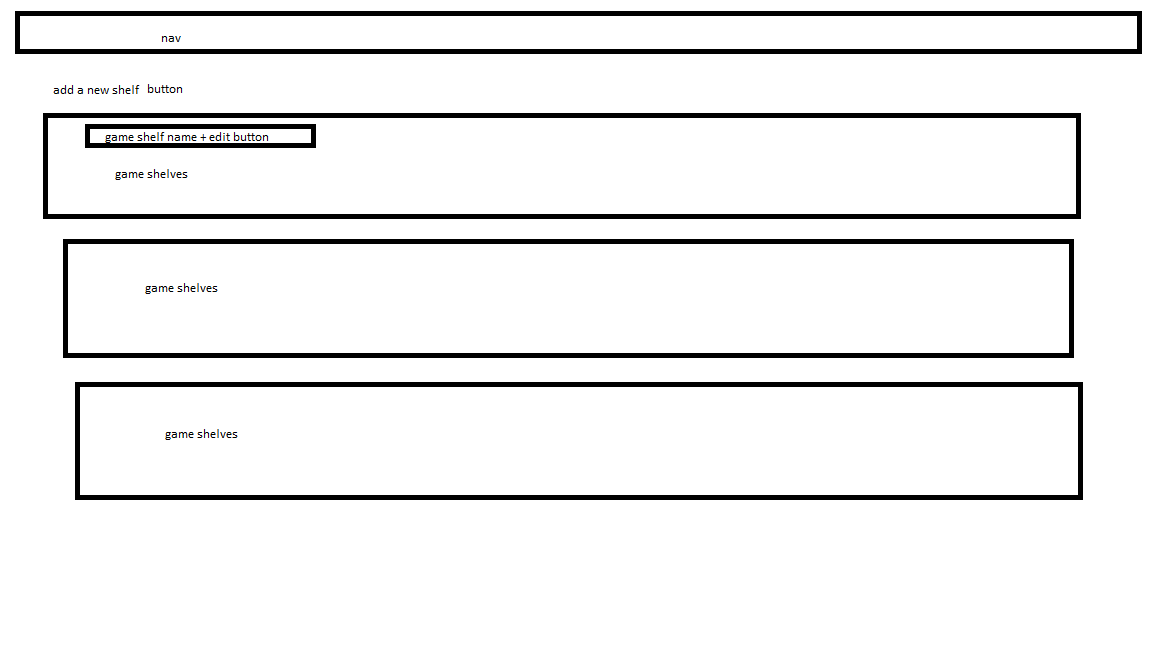 nav
add a new shelf button
game shelf name + edit button
game shelves
game shelves
game shelves